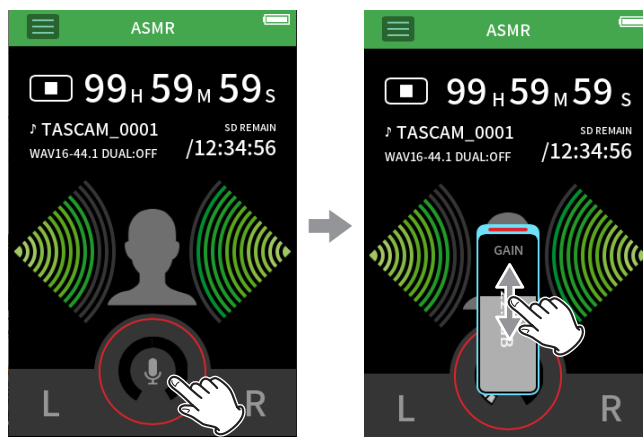 ASMR
99H59M59s
♪ TASCAM_0001
SD REMAIN
WAV16-44.1 DUAL:OFF
/12:34:56
L
R
ASMR
99H59M59s
♪ TASCAM_0001
SD REMAIN
WAV16-44.1 DUAL:OFF
/12:34:56
GAIN
L
R